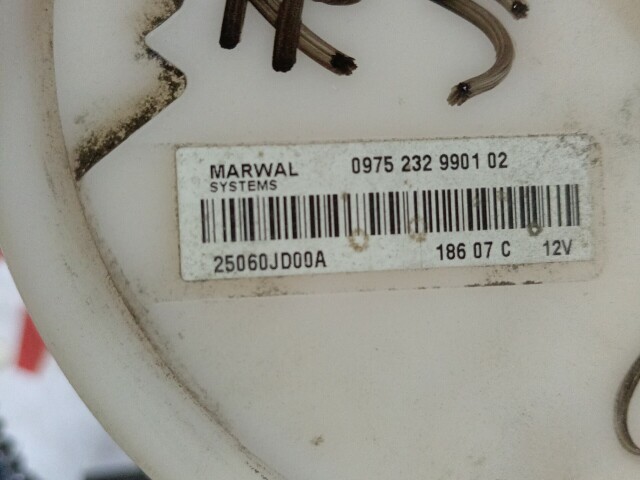 MARWAL 0975 232 9901 02
SYSTEMS
25060JD00A 186 07 C 12V